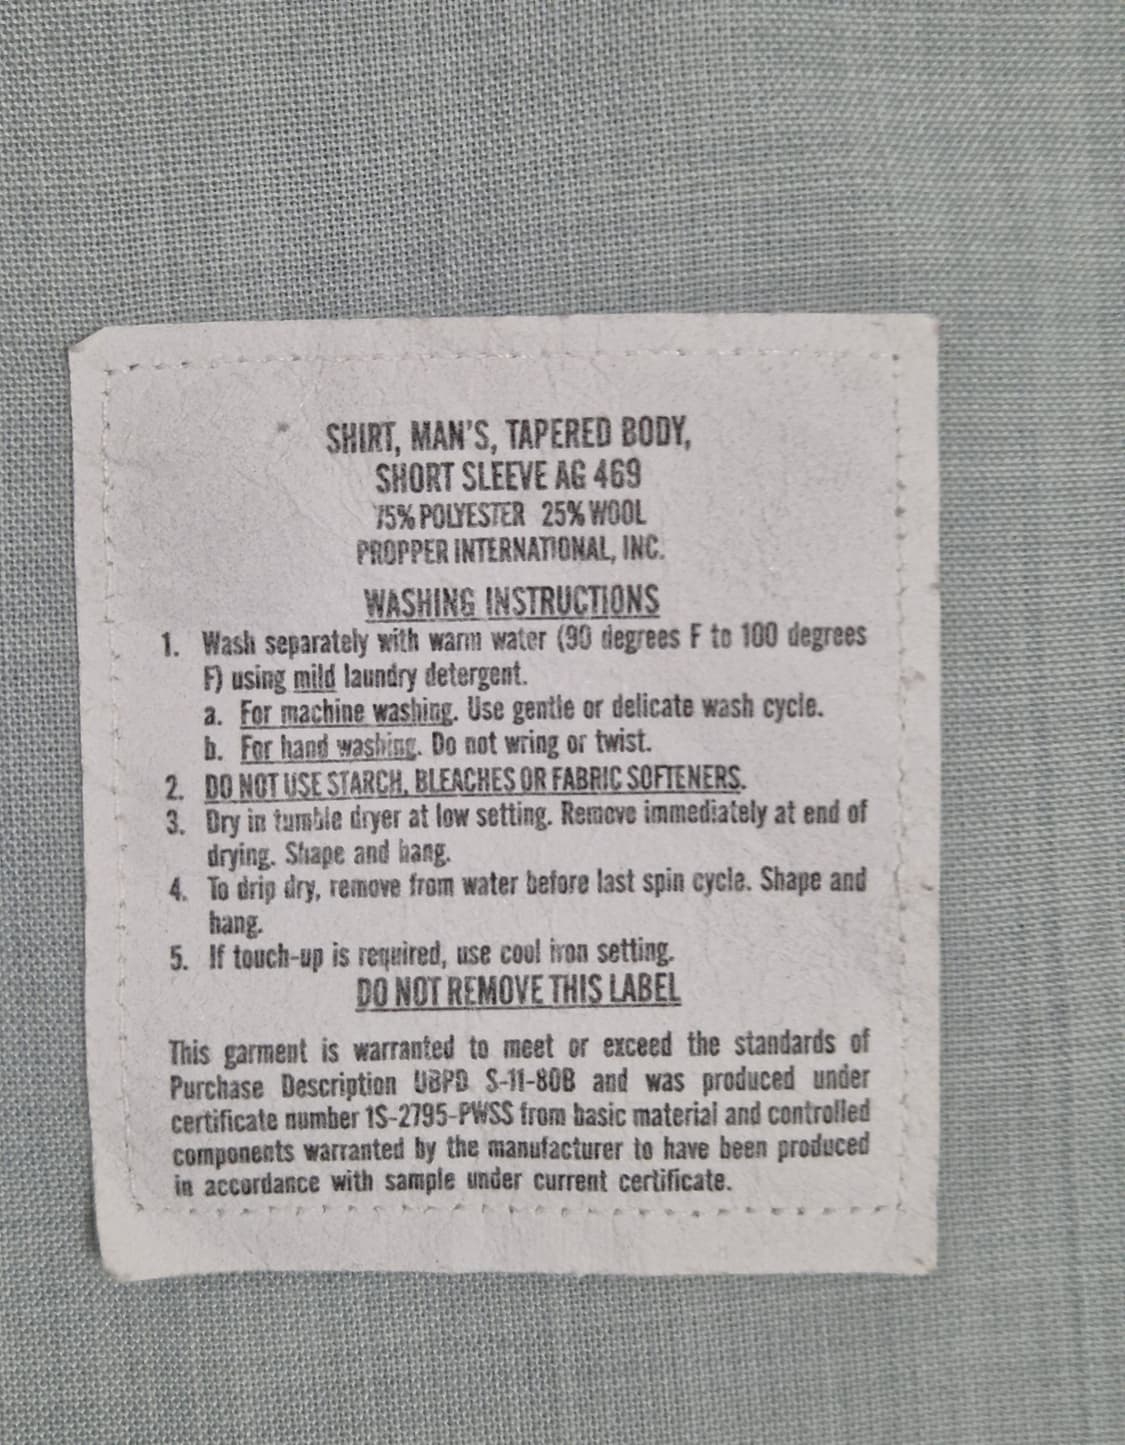 SHIRT, MAN'S, TAPERED BODY,
SHORT SLEEVE AG 469
75% POLYESTER 25% WOOL
PROPPER INTERNATIONAL, INC.
WASHING INSTRUCTIONS
1. Wash separately with warm water (90 degrees F to 100 degrees
F) using mild laundry detergent.
a. For machine washing. Use gentle or delicate wash cycle.
b. For hand washing. Do not wring or twist.
2. DO NOT USE STARCH, BLEACHES OR FABRIC SOFTENERS.
3. Dry in tumble dryer at low setting. Remove immediately at end of
drying. Shape and hang.
4. To drip dry, remove from water before last spin cycle. Shape and
hang.
5. If touch-up is required, use cool iron setting.
DO NOT REMOVE THIS LABEL
This garment is warranted to meet or exceed the standards of
Purchase Description UBPD S-11-80B and was produced under
certificate number 1S-2795-PWSS from basic material and controlled
components warranted by the manufacturer to have been produced
in accordance with sample under current certificate.